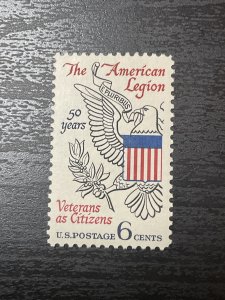 The American
Legion
PLURIBUS
50
years
Veterans
as Citizens
U.S. POSTAGE 6 CENTS